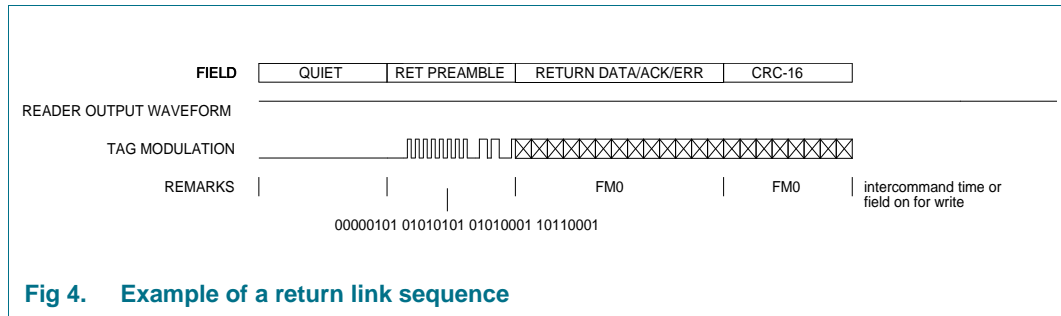 FIELD QUIET RET PREAMBLE RETURN DATA/ACK/ERR CRC-16
READER OUTPUT WAVEFORM
TAG MODULATION
REMARKS FM0 FM0 intercommand time or
field on for write
00000101 01010101 01010001 10110001
Fig 4. Example of a return link sequence